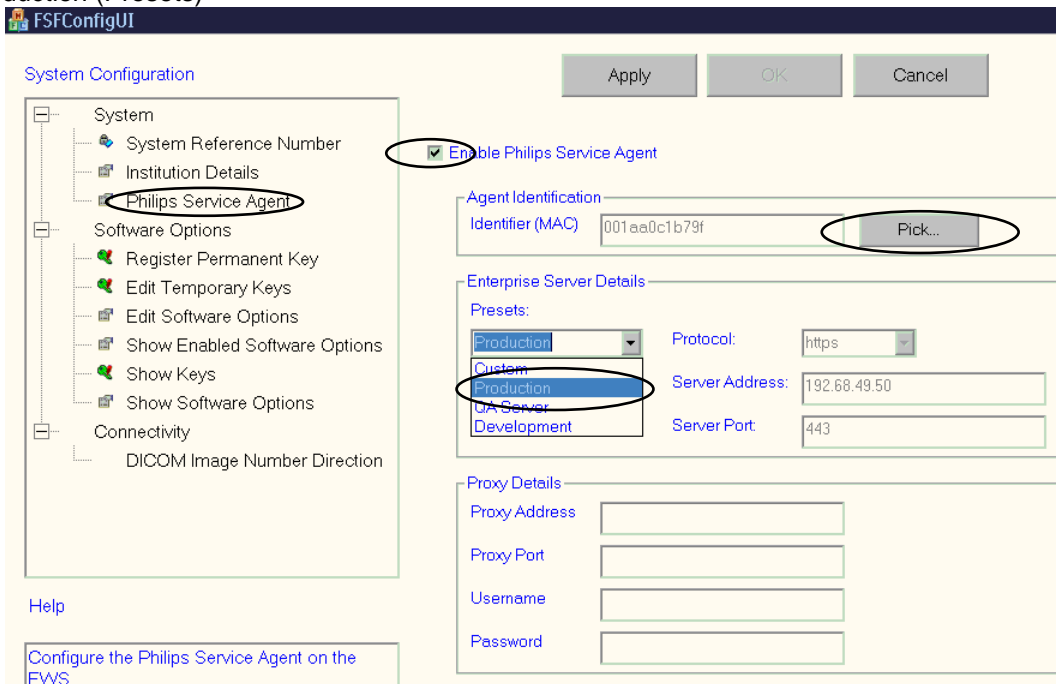 duction (Presets)
FSFConfigUI
System Configuration
Apply
OK
Cancel
System
System Reference Number
Institution Details
Philips Service Agent
Software Options
Register Permanent Key
Edit Temporary Keys
Edit Software Options
Show Enabled Software Options
Show Keys
Show Software Options
Connectivity
DICOM Image Number Direction
Help
Configure the Philips Service Agent on the
EWS
Enable Philips Service Agent
Agent Identification
Identifier (MAC) 001aa0c1b79f Pick...
Enterprise Server Details
Presets:
Production
Custom
Production
QA Server
Development
Protocol: https
Server Address: 192.68.49.50
Server Port: 443
Proxy Details
Proxy Address
Proxy Port
Username
Password